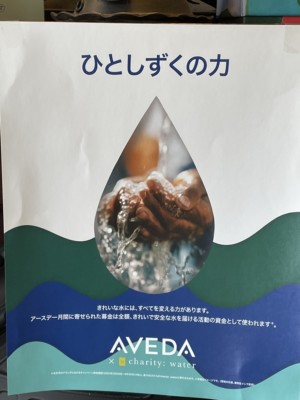 ひとしずくの力
きれいな水には、すべてを変える力があります。
アースデー月間に寄せられた募金は全額、きれいで安全な水を届ける活動の資金として使われます*。
AVEDA
× charity: water